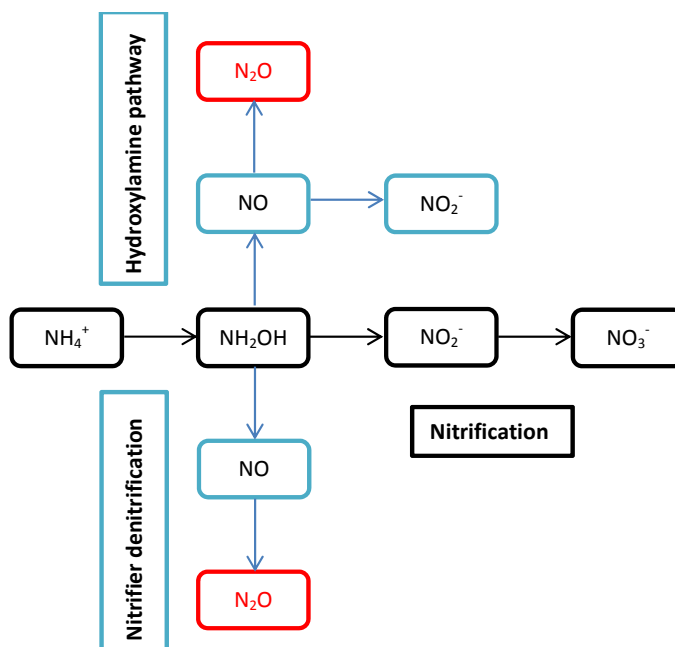 Hydroxylamine pathway
N₂O
NO
NO₂⁻
NH₄⁺
NH₂OH
NO₂⁻
NO₃⁻
Nitrifier denitrification
Nitrification
NO
N₂O